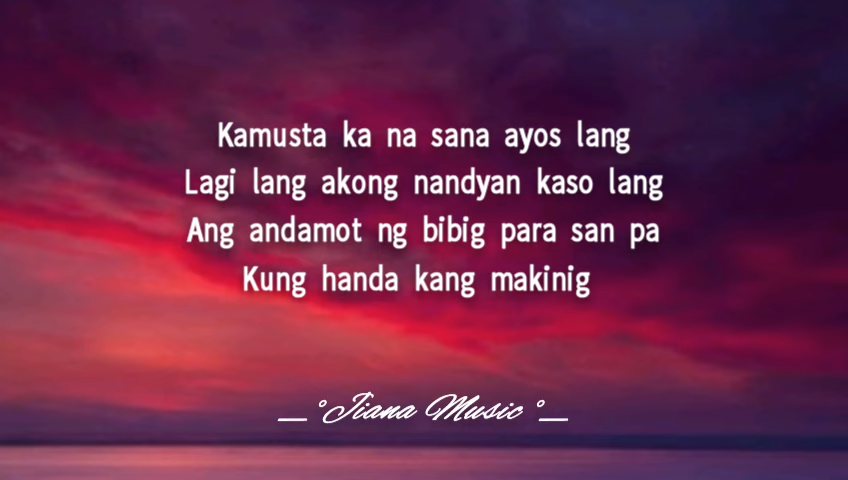 Kamusta ka na sana ayos lang
Lagi lang akong nandyan kaso lang
Ang andamot ng bibig para san pa
Kung handa kang makinig
__°Jiana Music °__